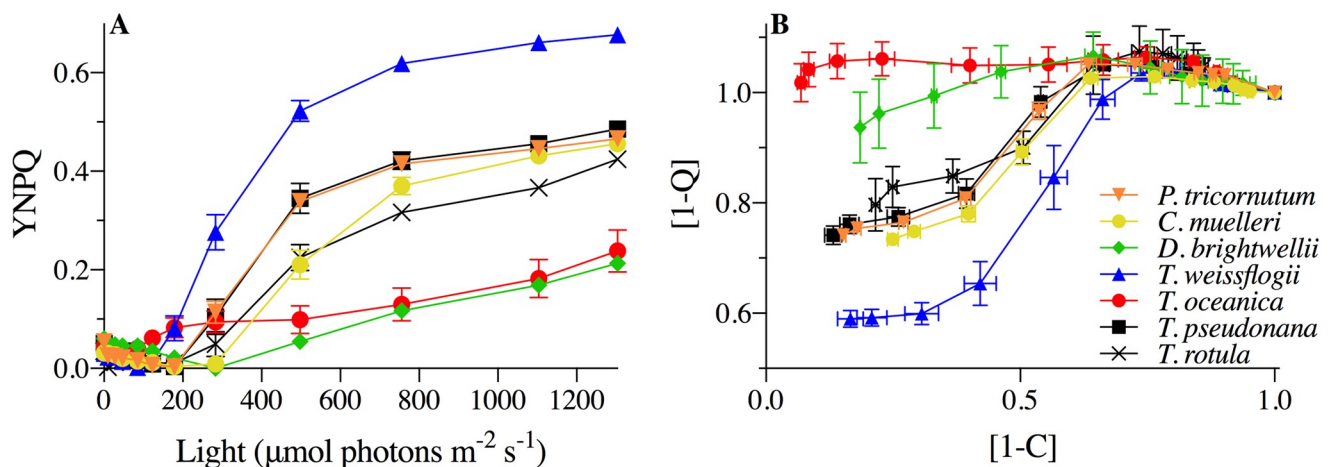 A
YNPQ
0.6
0.4
0.2
0.0
0 200 400 600 800 1000 1200
Light (μmol photons m⁻² s⁻¹)
B
[1-Q]
1.0
0.8
0.6
0.0 0.5 1.0
[1-C]
P. tricornutum
C. muelleri
D. brightwellii
T. weissflogii
T. oceanica
T. pseudonana
T. rotula